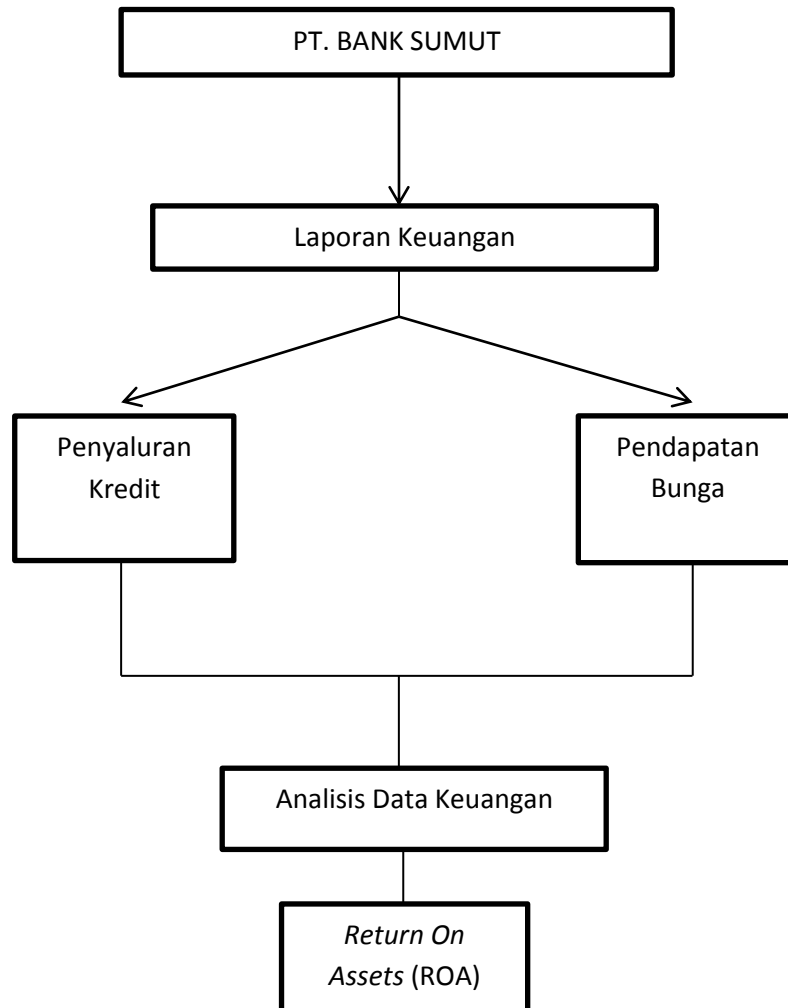 PT. BANK SUMUT
Laporan Keuangan
Penyaluran
Kredit
Pendapatan
Bunga
Analisis Data Keuangan
Return On
Assets (ROA)